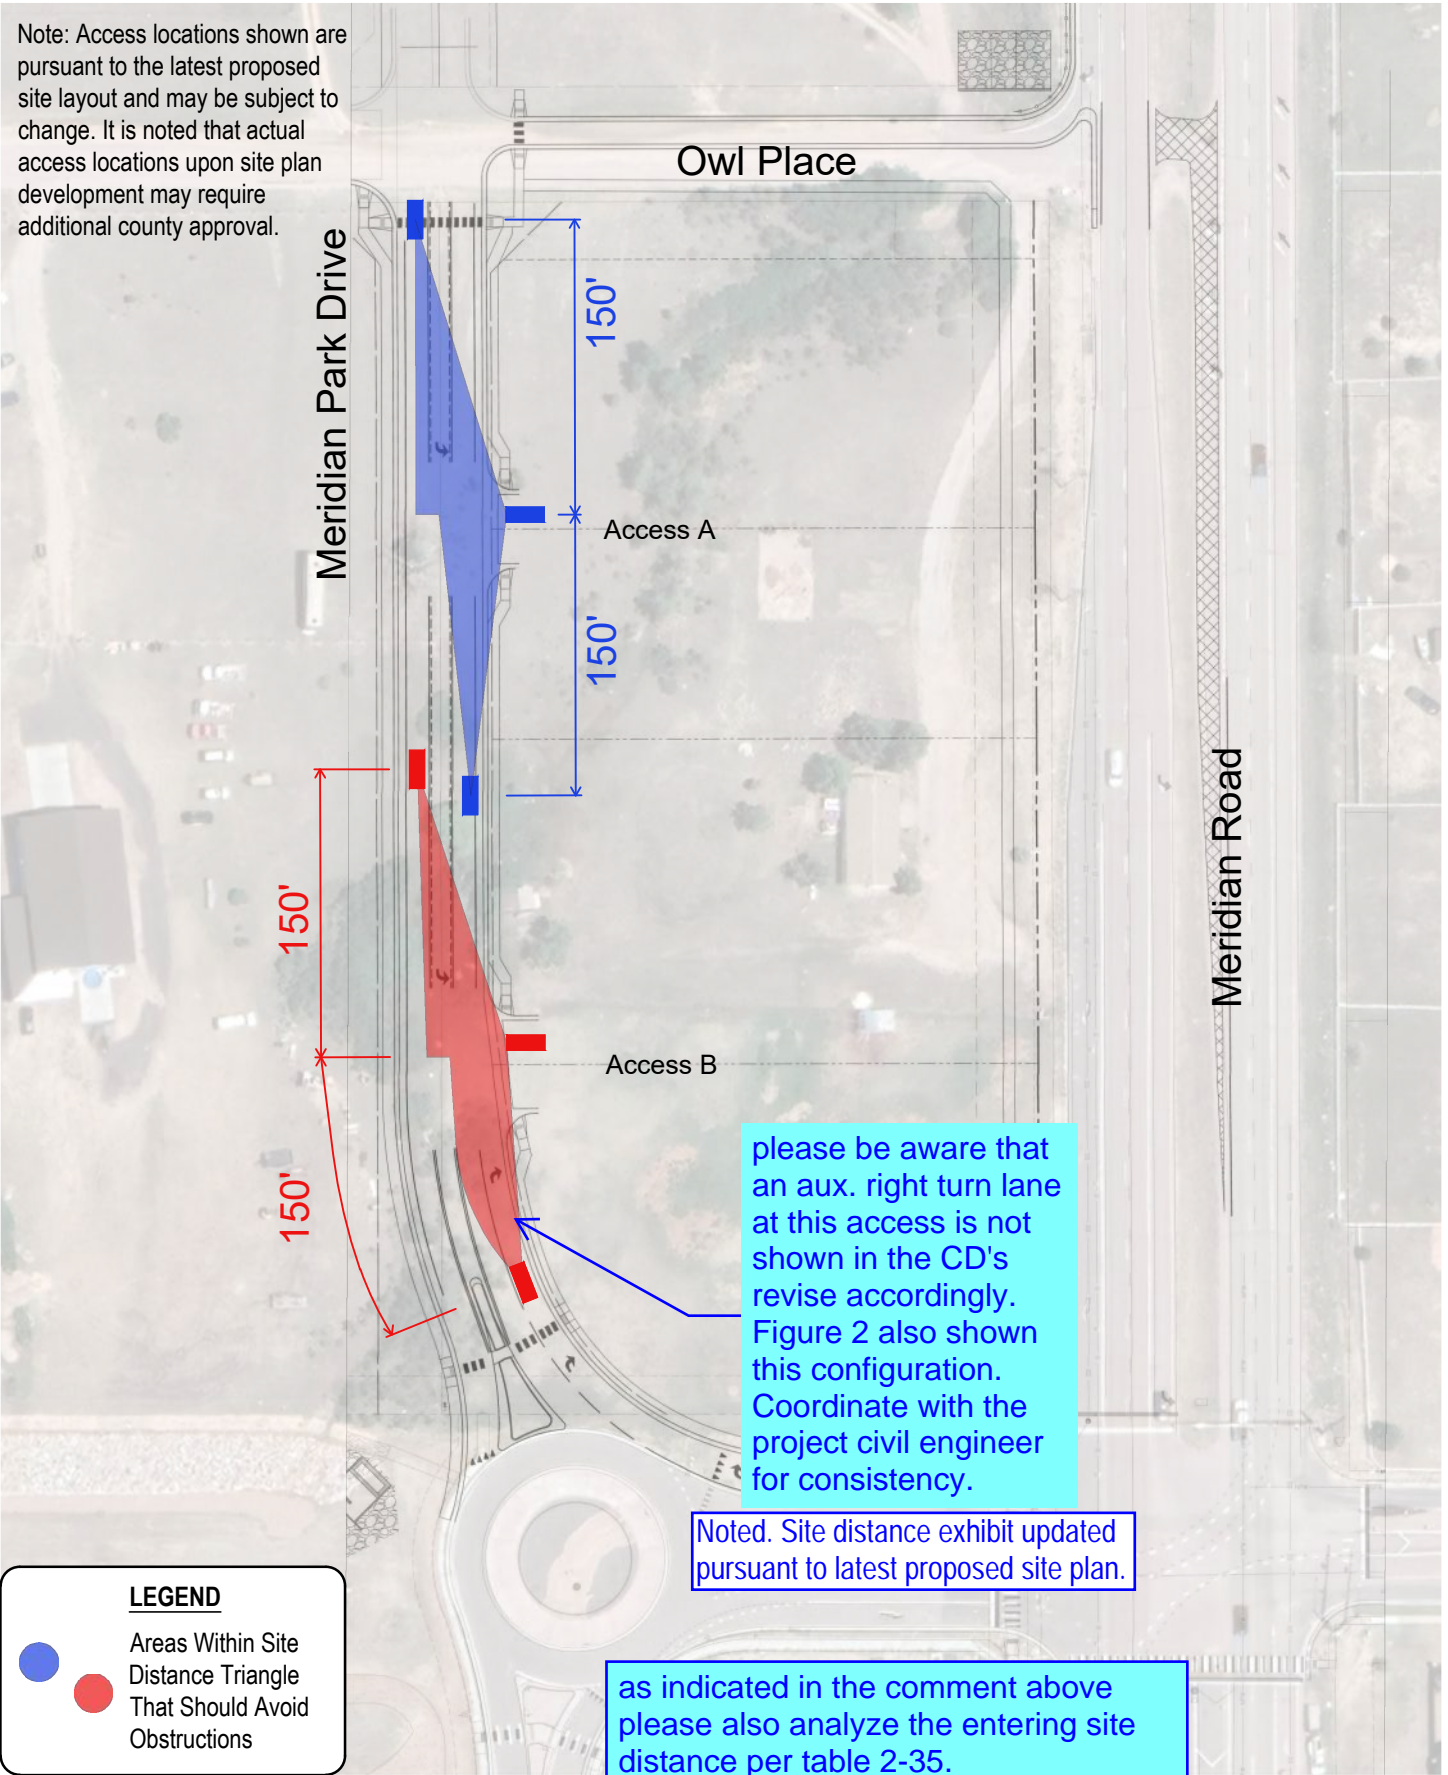 Note: Access locations shown are
pursuant to the latest proposed
site layout and may be subject to
change. It is noted that actual
access locations upon site plan
development may require
additional county approval.
Owl Place
Meridian Park Drive
150'
Access A
150'
150'
Access B
150'
Meridian Road
please be aware that
an aux. right turn lane
at this access is not
shown in the CD's
revise accordingly.
Figure 2 also shown
this configuration.
Coordinate with the
project civil engineer
for consistency.
Noted. Site distance exhibit updated
pursuant to latest proposed site plan.
LEGEND
Areas Within Site
Distance Triangle
That Should Avoid
Obstructions
as indicated in the comment above
please also analyze the entering site
distance per table 2-35.